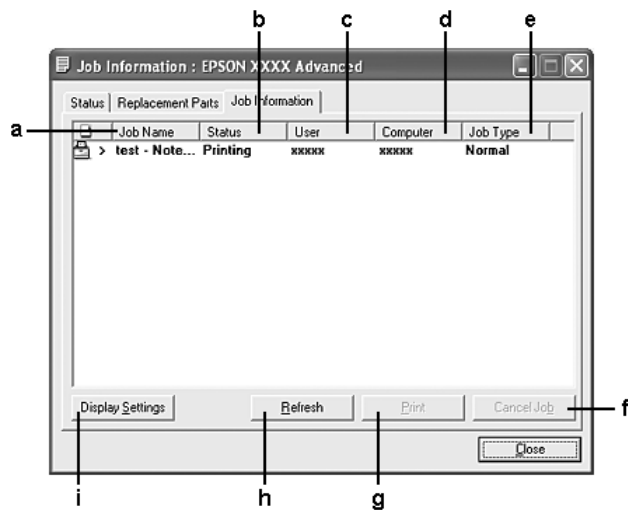 b c d e
Job Information : EPSON XXXX Advanced
Status Replacement Parts Job Information
a Job Name Status User Computer Job Type
> test - Note... Printing xxxxx xxxxx Normal
Display Settings Refresh Print Cancel Job f
Close
i h g